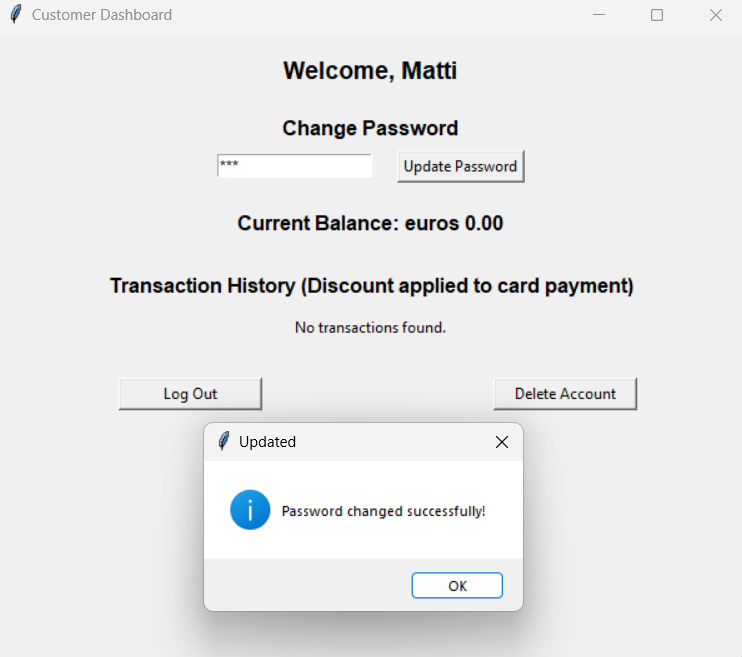 Customer Dashboard
Welcome, Matti
Change Password
*** Update Password
Current Balance: euros 0.00
Transaction History (Discount applied to card payment)
No transactions found.
Log Out Delete Account
Updated
Password changed successfully!
OK